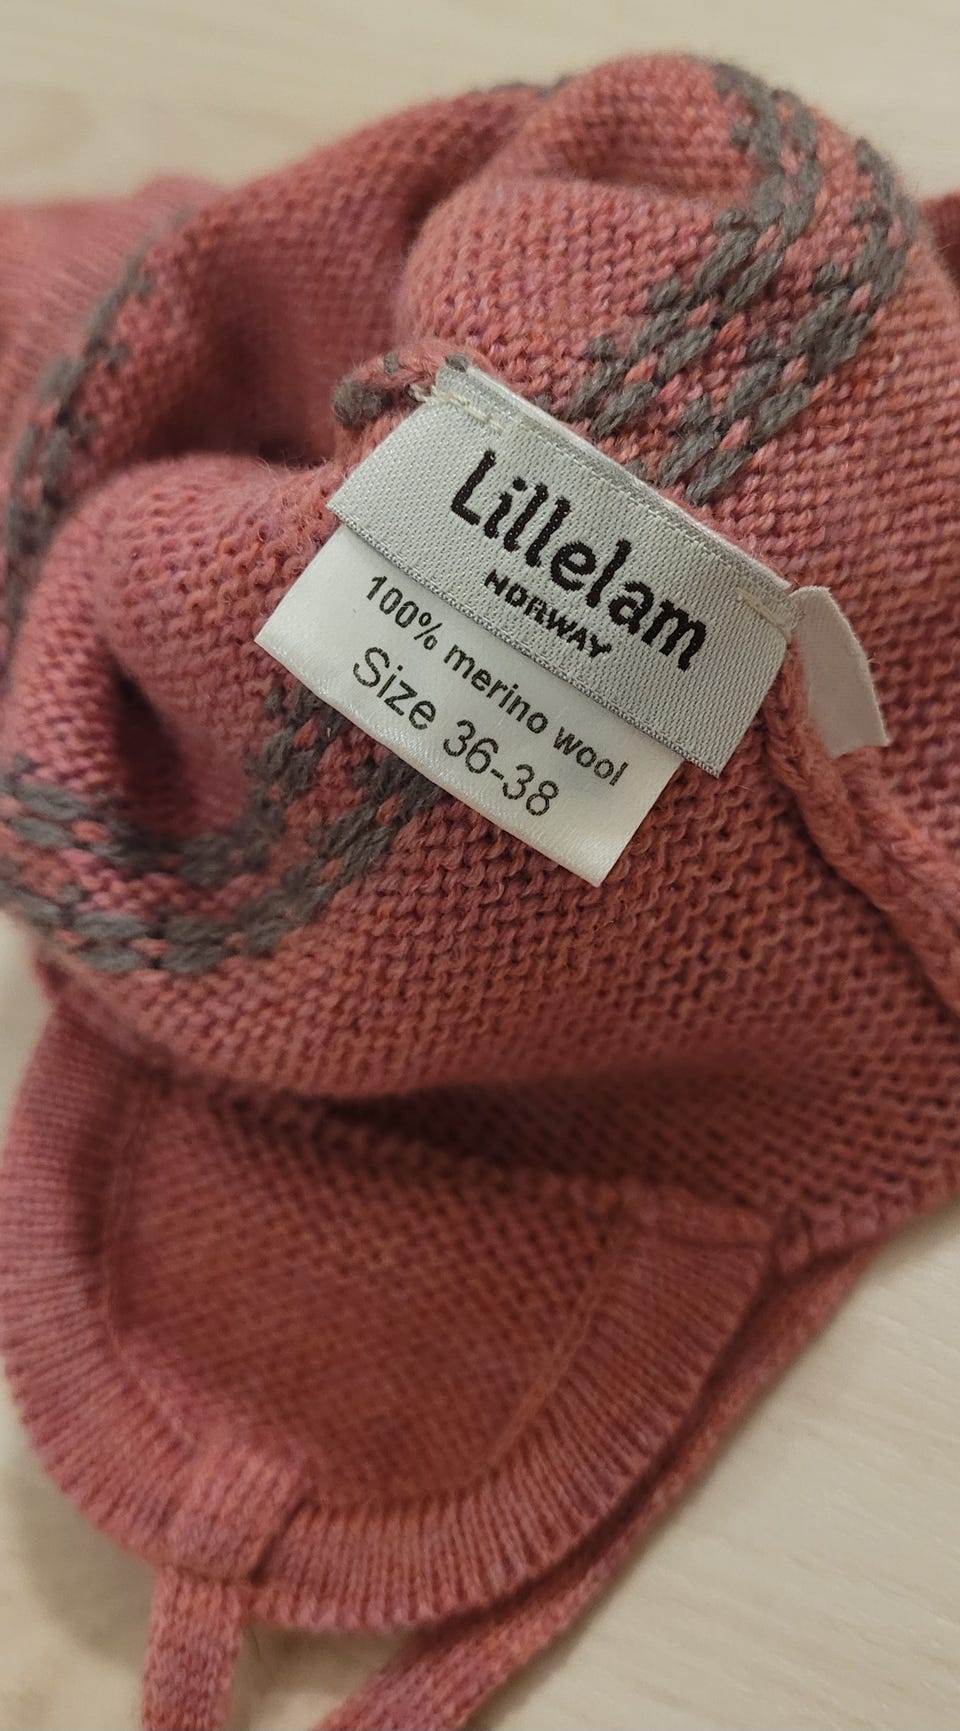 Lillelam
NORWAY
100% merino wool
Size 36-38